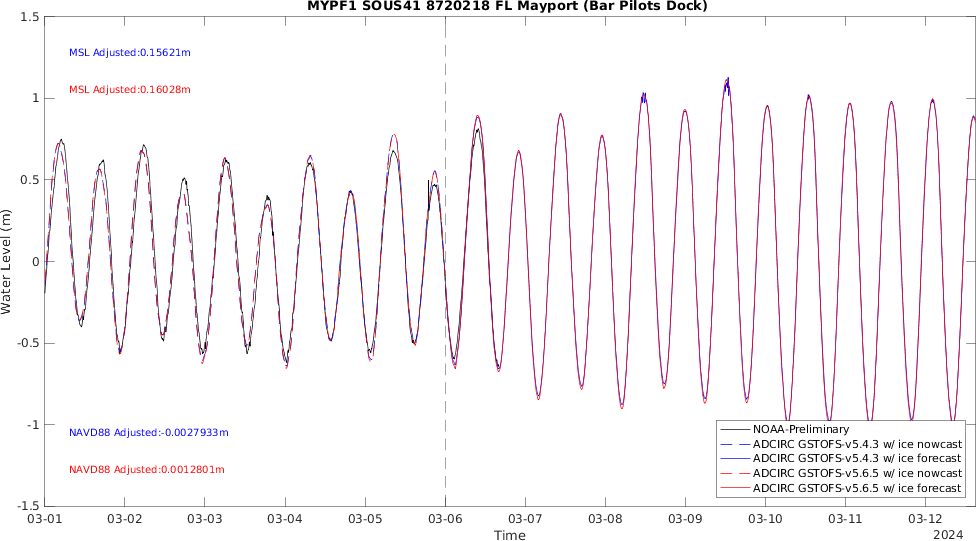 MYPF1 SOUS41 8720218 FL Mayport (Bar Pilots Dock)
1.5
1
0.5
0
-0.5
-1
-1.5
Water Level (m)
MSL Adjusted:0.15621m
MSL Adjusted:0.16028m
NAVD88 Adjusted:-0.0027933m
NAVD88 Adjusted:0.0012801m
NOAA-Preliminary
ADCIRC GSTOFS-v5.4.3 w/ ice nowcast
ADCIRC GSTOFS-v5.4.3 w/ ice forecast
ADCIRC GSTOFS-v5.6.5 w/ ice nowcast
ADCIRC GSTOFS-v5.6.5 w/ ice forecast
03-01 03-02 03-03 03-04 03-05 03-06 03-07 03-08 03-09 03-10 03-11 03-12
Time
2024